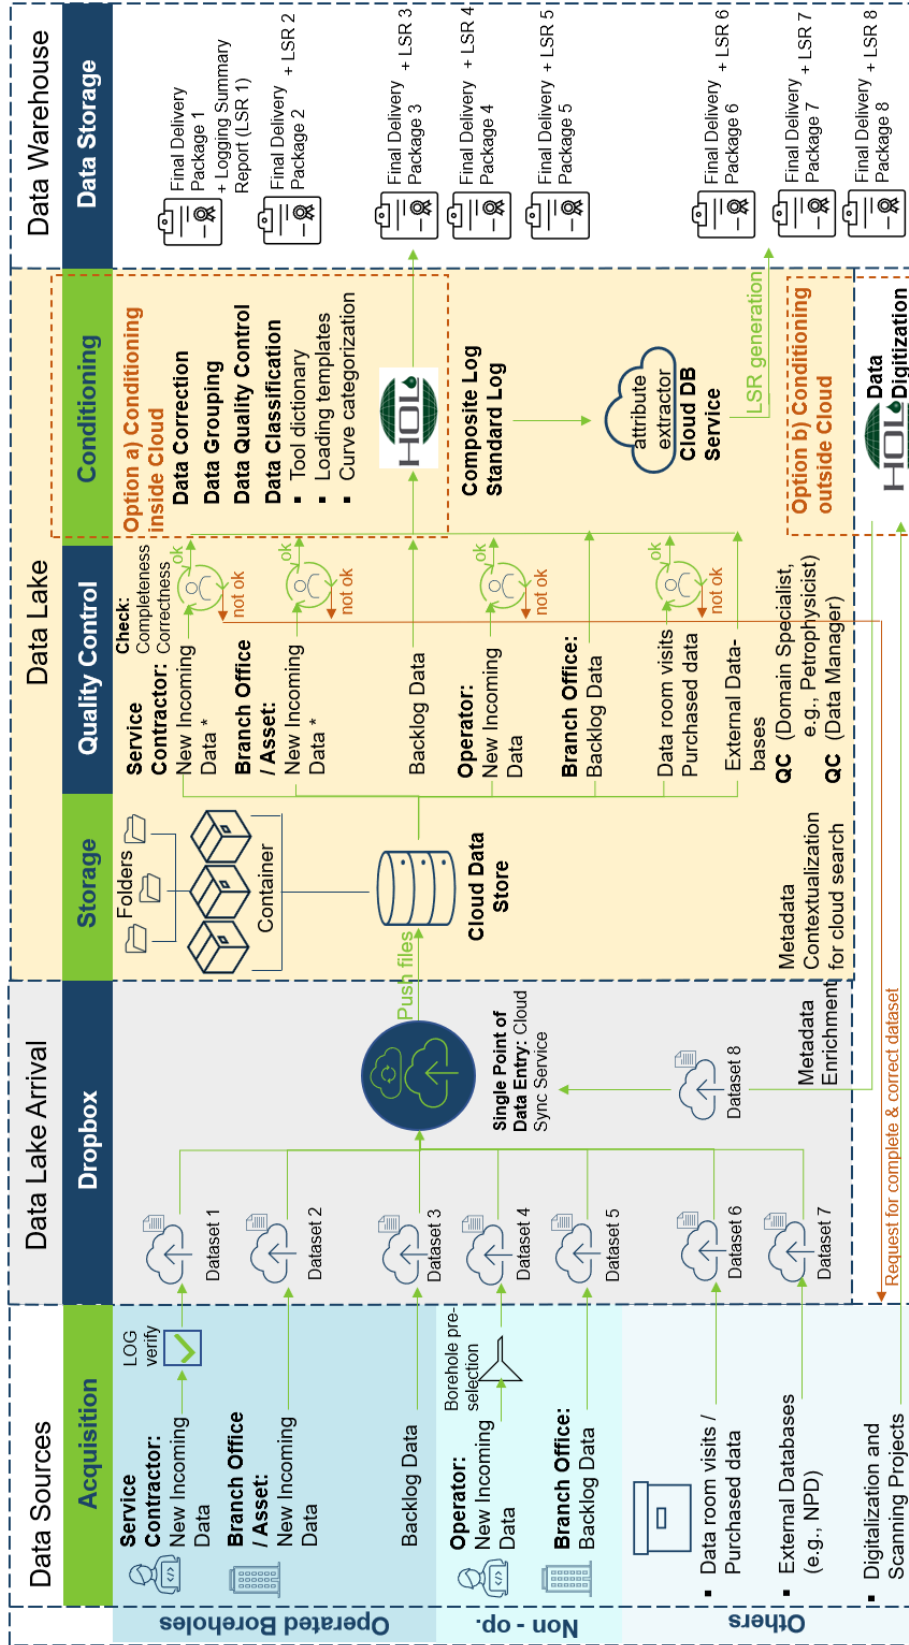 Data Sources
Data Lake Arrival
Data Lake
Data Warehouse
Acquisition
Dropbox
Storage
Quality Control
Conditioning
Data Storage
Operated Boreholes
Non - op.
Others
Service
Contractor:
New Incoming
Data
LOG
verify
Branch Office
/ Asset:
New Incoming
Data
Backlog Data
Operator:
New Incoming
Data
Borehole pre-
selection
Branch Office:
Backlog Data
▪ Data room visits /
Purchased data
▪ External Databases
(e.g., NPD)
▪ Digitalization and
Scanning Projects
Dataset 1
Dataset 2
Dataset 3
Dataset 4
Dataset 5
Dataset 6
Dataset 7
Single Point of
Data Entry: Cloud
Sync Service
Dataset 8
Metadata
Enrichment
Request for complete & correct dataset
Push files
Folders
Container
Cloud Data
Store
Metadata
Contextualization
for cloud search
Check:
Completeness
Correctness
Service
Contractor:
New Incoming
Data *
ok
not ok
Branch Office
/ Asset:
New Incoming
Data *
ok
not ok
Backlog Data
Operator:
New Incoming
Data
ok
not ok
Branch Office:
Backlog Data
Data room visits
Purchased data
ok
not ok
External Data-
bases
QC (Domain Specialist,
e.g., Petrophysicist)
QC (Data Manager)
Option a) Conditioning
inside Cloud
Data Correction
Data Grouping
Data Quality Control
Data Classification
▪ Tool dictionary
▪ Loading templates
▪ Curve categorization
HOL
Composite Log
Standard Log
attribute
extractor
Cloud DB
Service
LSR generation
Option b) Conditioning
outside Cloud
Data
Digitization
HOL
Final Delivery
Package 1
+ Logging Summary
Report (LSR 1)
Final Delivery + LSR 2
Package 2
Final Delivery + LSR 3
Package 3
Final Delivery + LSR 4
Package 4
Final Delivery + LSR 5
Package 5
Final Delivery + LSR 6
Package 6
Final Delivery + LSR 7
Package 7
Final Delivery + LSR 8
Package 8